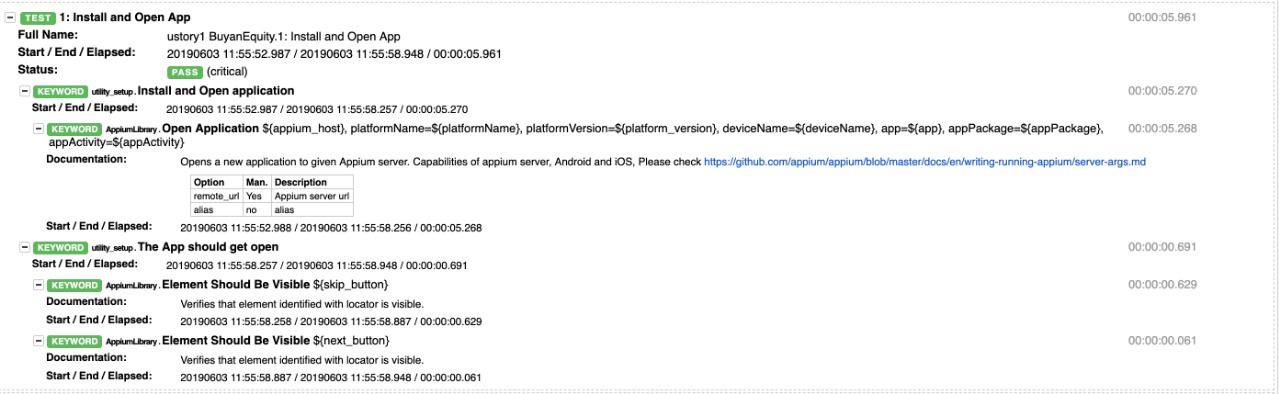 TEST 1: Install and Open App 00:00:05.961
Full Name: ustory1 BuyanEquity.1: Install and Open App
Start / End / Elapsed: 20190603 11:55:52.987 / 20190603 11:55:58.948 / 00:00:05.961
Status: PASS (critical)
KEYWORD utility_setup.Install and Open application 00:00:05.270
Start / End / Elapsed: 20190603 11:55:52.987 / 20190603 11:55:58.257 / 00:00:05.270
KEYWORD AppiumLibrary.Open Application ${appium_host}, platformName=${platformName}, platformVersion=${platform_version}, deviceName=${deviceName}, app=${app}, appPackage=${appPackage}, 00:00:05.268
appActivity=${appActivity}
Documentation: Opens a new application to given Appium server. Capabilities of appium server, Android and iOS, Please check https://github.com/appium/appium/blob/master/docs/en/writing-running-appium/server-args.md
Option Man. Description
remote_url Yes Appium server url
alias no alias
Start / End / Elapsed: 20190603 11:55:52.988 / 20190603 11:55:58.256 / 00:00:05.268
KEYWORD utility_setup.The App should get open 00:00:00.691
Start / End / Elapsed: 20190603 11:55:58.257 / 20190603 11:55:58.948 / 00:00:00.691
KEYWORD AppiumLibrary.Element Should Be Visible ${skip_button} 00:00:00.629
Documentation: Verifies that element identified with locator is visible.
Start / End / Elapsed: 20190603 11:55:58.258 / 20190603 11:55:58.887 / 00:00:00.629
KEYWORD AppiumLibrary.Element Should Be Visible ${next_button} 00:00:00.061
Documentation: Verifies that element identified with locator is visible.
Start / End / Elapsed: 20190603 11:55:58.887 / 20190603 11:55:58.948 / 00:00:00.061